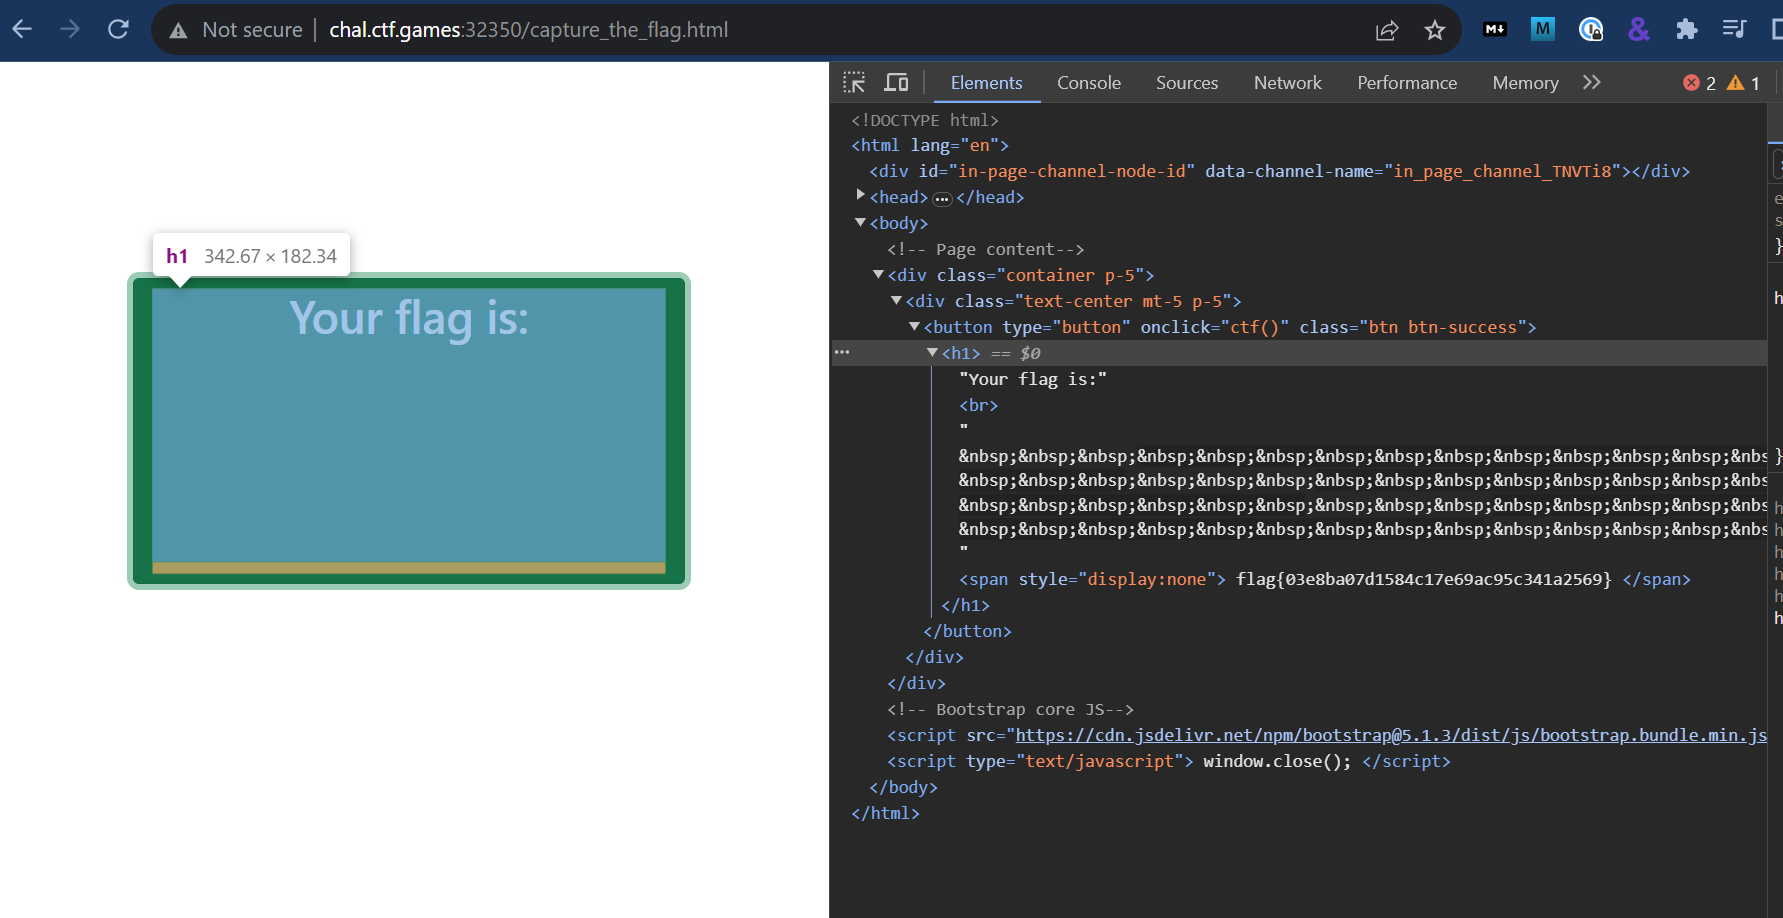 Not secure | chal.ctf.games:32350/capture_the_flag.html
h1 342.67 × 182.34
Your flag is:
Elements Console Sources Network Performance Memory 2 1
<!DOCTYPE html>
<html lang="en">
<div id="in-page-channel-node-id" data-channel-name="in_page_channel_TNVTi8"></div>
<head> ... </head>
<body>
<!-- Page content-->
<div class="container p-5">
<div class="text-center mt-5 p-5">
<button type="button" onclick="ctf()" class="btn btn-success">
... <h1> == $0
"Your flag is:"
<br>
"
&nbsp;&nbsp;&nbsp;&nbsp;&nbsp;&nbsp;&nbsp;&nbsp;&nbsp;&nbsp;&nbsp;&nbsp;&nbsp;&nbs
&nbsp;&nbsp;&nbsp;&nbsp;&nbsp;&nbsp;&nbsp;&nbsp;&nbsp;&nbsp;&nbsp;&nbsp;&nbsp;&nbs
&nbsp;&nbsp;&nbsp;&nbsp;&nbsp;&nbsp;&nbsp;&nbsp;&nbsp;&nbsp;&nbsp;&nbsp;&nbsp;&nbs
&nbsp;&nbsp;&nbsp;&nbsp;&nbsp;&nbsp;&nbsp;&nbsp;&nbsp;&nbsp;&nbsp;&nbsp;&nbsp;&nbs
"
<span style="display:none"> flag{03e8ba07d1584c17e69ac95c341a2569} </span>
</h1>
</button>
</div>
</div>
<!-- Bootstrap core JS-->
<script src="https://cdn.jsdelivr.net/npm/bootstrap@5.1.3/dist/js/bootstrap.bundle.min.js
<script type="text/javascript"> window.close(); </script>
</body>
</html>